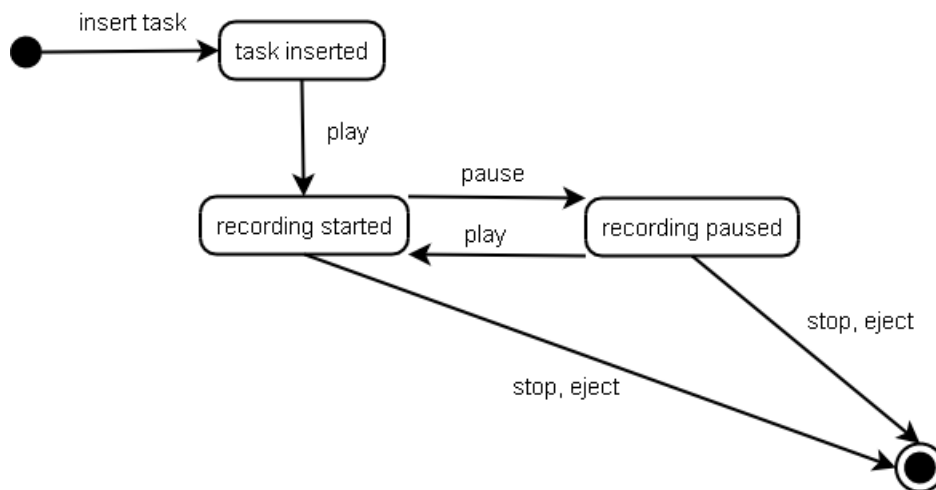 insert task
task inserted
play
pause
recording started
recording paused
play
stop, eject
stop, eject